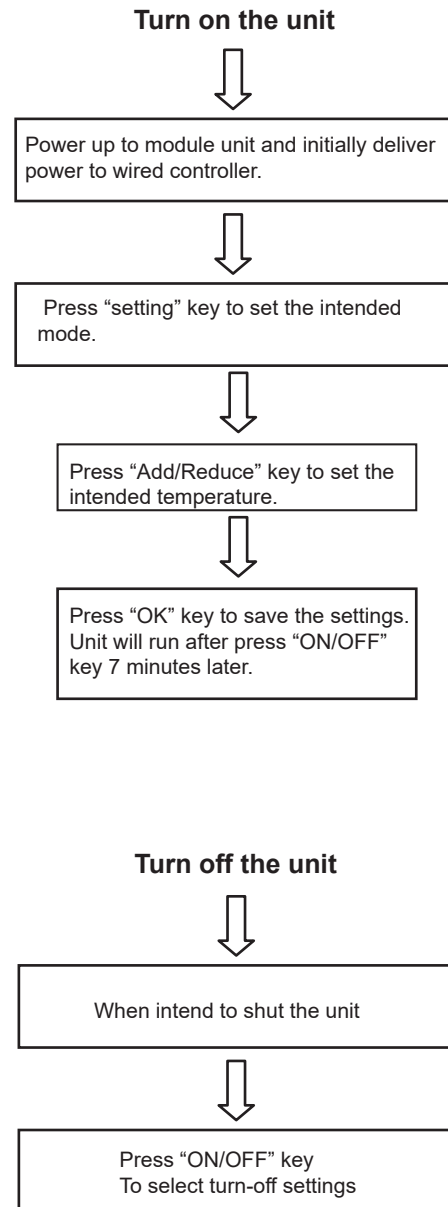 Turn on the unit
Power up to module unit and initially deliver
power to wired controller.
Press “setting” key to set the intended
mode.
Press “Add/Reduce” key to set the
intended temperature.
Press “OK” key to save the settings.
Unit will run after press “ON/OFF”
key 7 minutes later.
Turn off the unit
When intend to shut the unit
Press “ON/OFF” key
To select turn-off settings